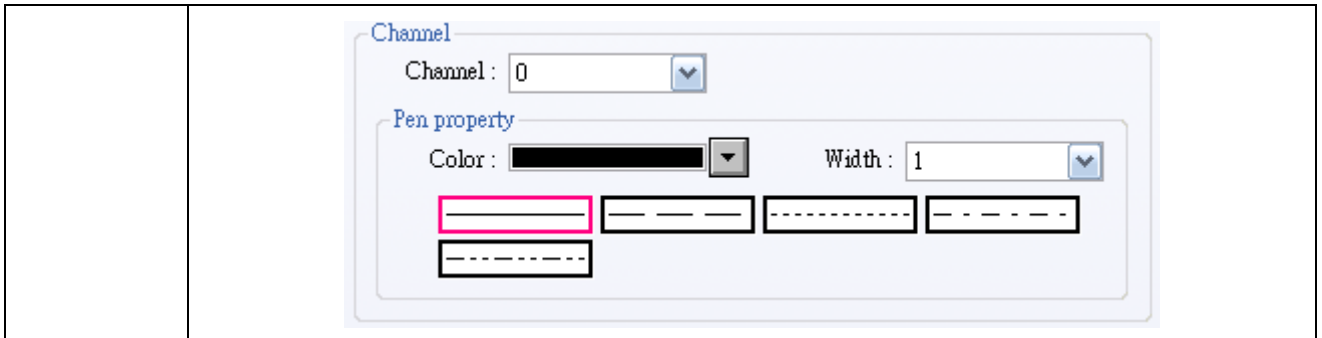 Channel
Channel : 0
Pen property
Color : Width : 1